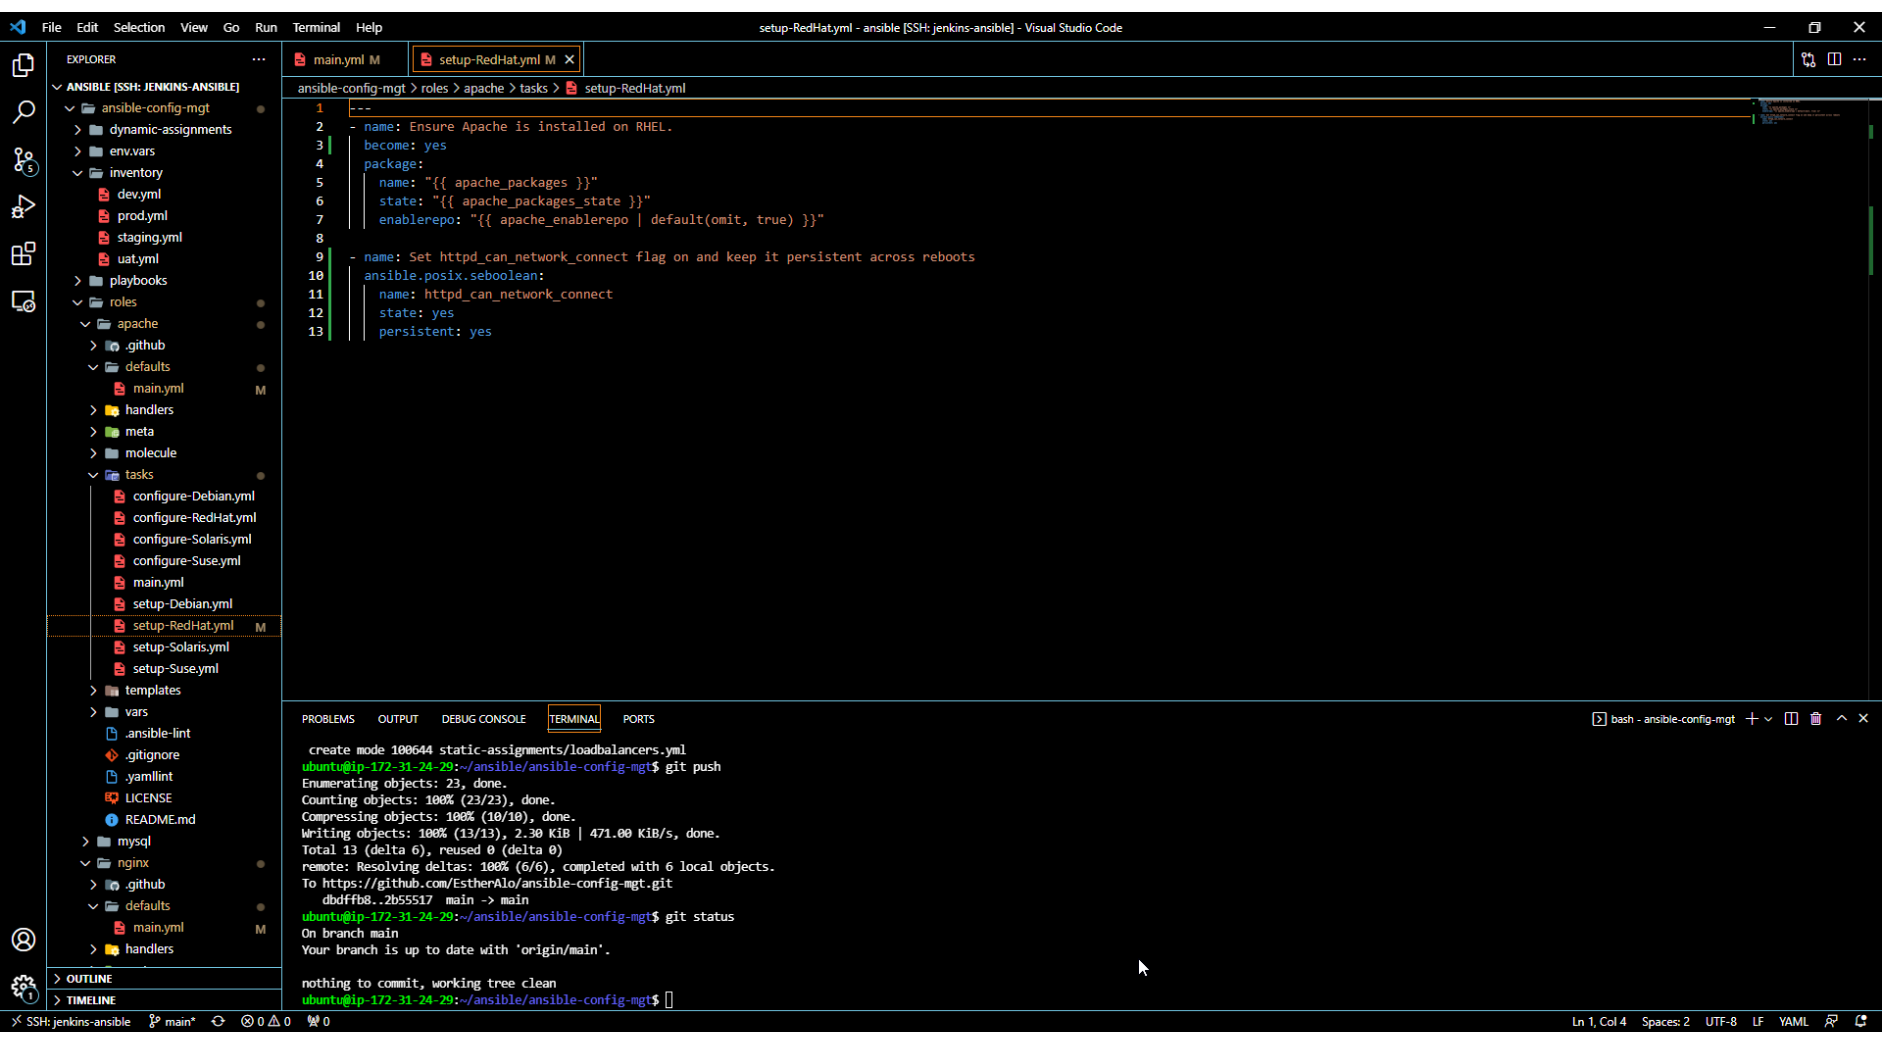 File Edit Selection View Go Run Terminal Help
setup-RedHat.yml - ansible [SSH: jenkins-ansible] - Visual Studio Code
EXPLORER
ANSIBLE [SSH: JENKINS-ANSIBLE]
ansible-config-mgt
dynamic-assignments
env.vars
inventory
dev.yml
prod.yml
staging.yml
uat.yml
playbooks
roles
apache
.github
defaults
main.yml M
handlers
meta
molecule
tasks
configure-Debian.yml
configure-RedHat.yml
configure-Solaris.yml
configure-Suse.yml
main.yml
setup-Debian.yml
setup-RedHat.yml M
setup-Solaris.yml
setup-Suse.yml
templates
vars
.ansible-lint
.gitignore
.yamllint
LICENSE
README.md
mysql
nginx
.github
defaults
main.yml M
handlers
OUTLINE
TIMELINE
5
1
main.yml M
setup-RedHat.yml M
ansible-config-mgt > roles > apache > tasks > setup-RedHat.yml
1 ---
2 - name: Ensure Apache is installed on RHEL.
3 become: yes
4 package:
5 name: "{{ apache_packages }}"
6 state: "{{ apache_packages_state }}"
7 enablerepo: "{{ apache_enablerepo | default(omit, true) }}"
8
9 - name: Set httpd_can_network_connect flag on and keep it persistent across reboots
10 ansible.posix.seboolean:
11 name: httpd_can_network_connect
12 state: yes
13 persistent: yes
PROBLEMS OUTPUT DEBUG CONSOLE TERMINAL PORTS
bash - ansible-config-mgt
create mode 100644 static-assignments/loadbalancers.yml
ubuntu@ip-172-31-24-29:~/ansible/ansible-config-mgt$ git push
Enumerating objects: 23, done.
Counting objects: 100% (23/23), done.
Compressing objects: 100% (10/10), done.
Writing objects: 100% (13/13), 2.30 KiB | 471.00 KiB/s, done.
Total 13 (delta 6), reused 0 (delta 0)
remote: Resolving deltas: 100% (6/6), completed with 6 local objects.
To https://github.com/EstherAlo/ansible-config-mgt.git
dbdffb8..2b55517 main -> main
ubuntu@ip-172-31-24-29:~/ansible/ansible-config-mgt$ git status
On branch main
Your branch is up to date with 'origin/main'.
nothing to commit, working tree clean
ubuntu@ip-172-31-24-29:~/ansible/ansible-config-mgt$
SSH: jenkins-ansible main* 0 0 0
Ln 1, Col 4 Spaces: 2 UTF-8 LF YAML